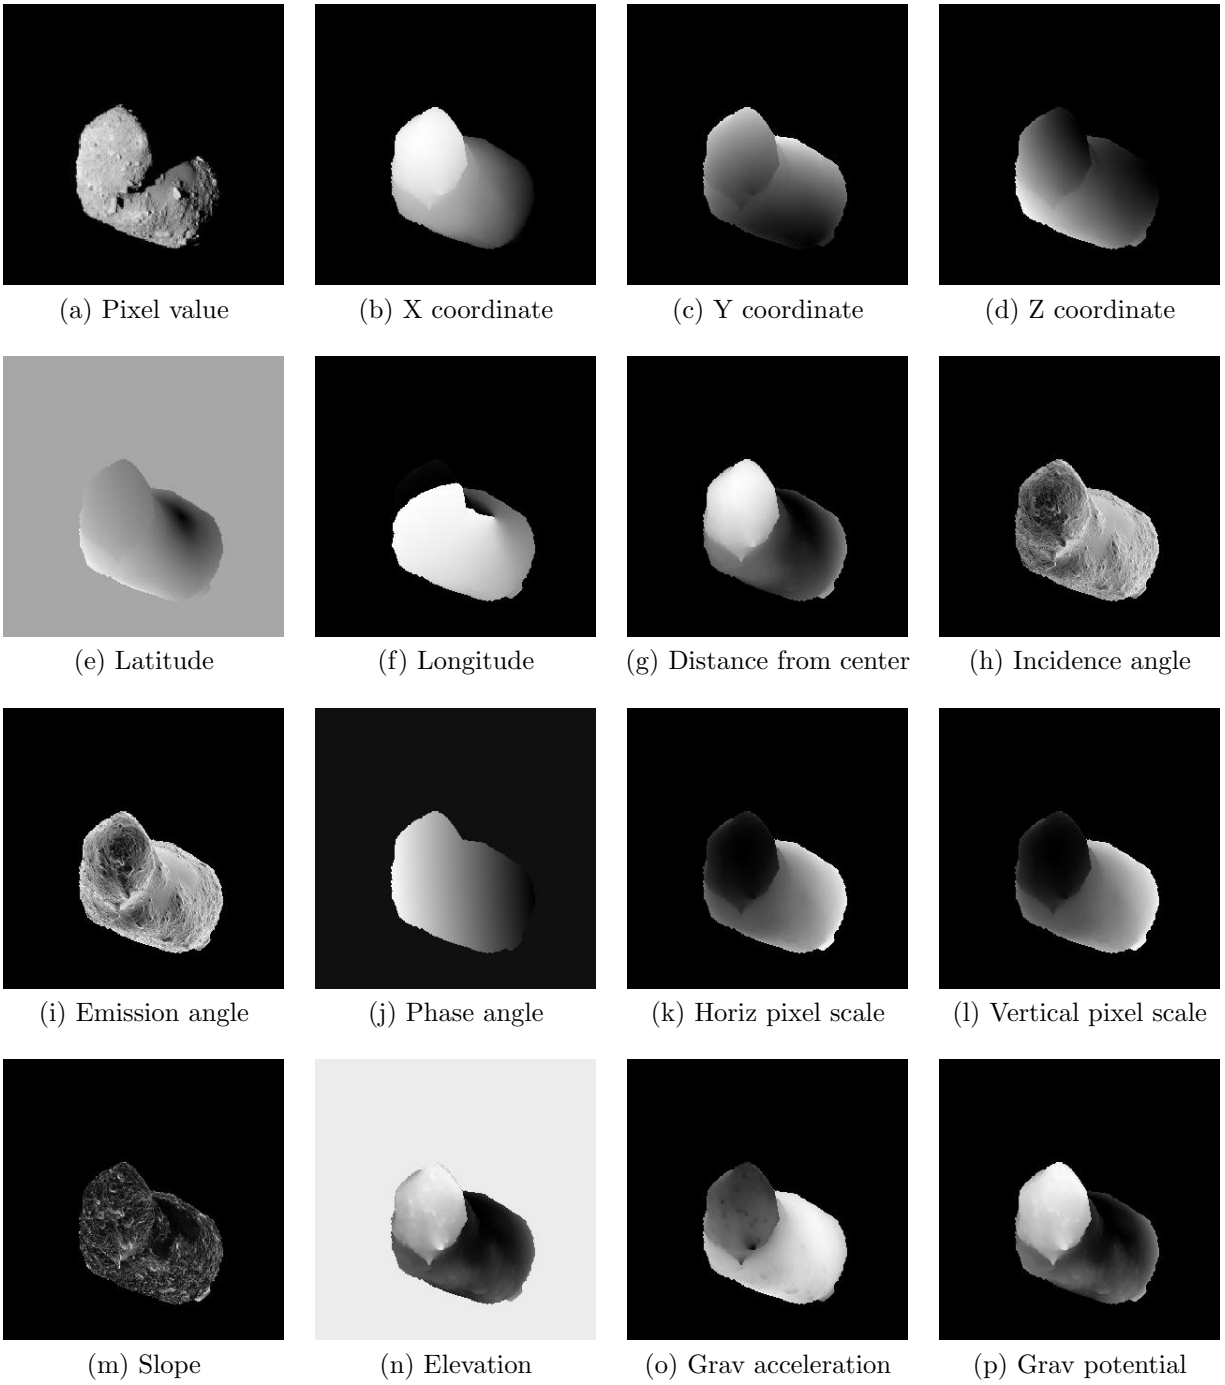 (a) Pixel value
(b) X coordinate
(c) Y coordinate
(d) Z coordinate
(e) Latitude
(f) Longitude
(g) Distance from center
(h) Incidence angle
(i) Emission angle
(j) Phase angle
(k) Horiz pixel scale
(l) Vertical pixel scale
(m) Slope
(n) Elevation
(o) Grav acceleration
(p) Grav potential